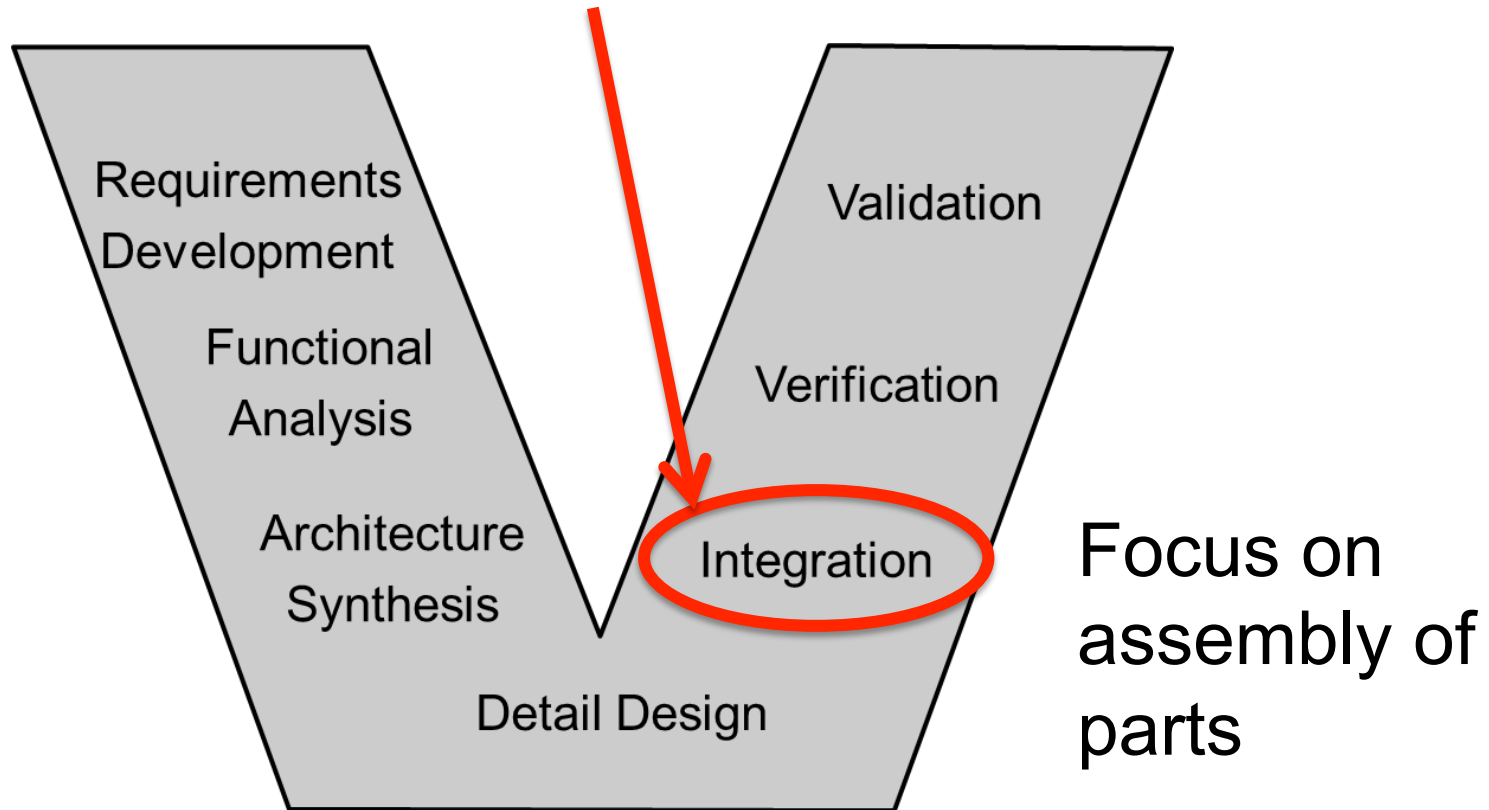 Requirements
Development
Functional
Analysis
Architecture
Synthesis
Detail Design
Integration
Verification
Validation
Focus on
assembly of
parts